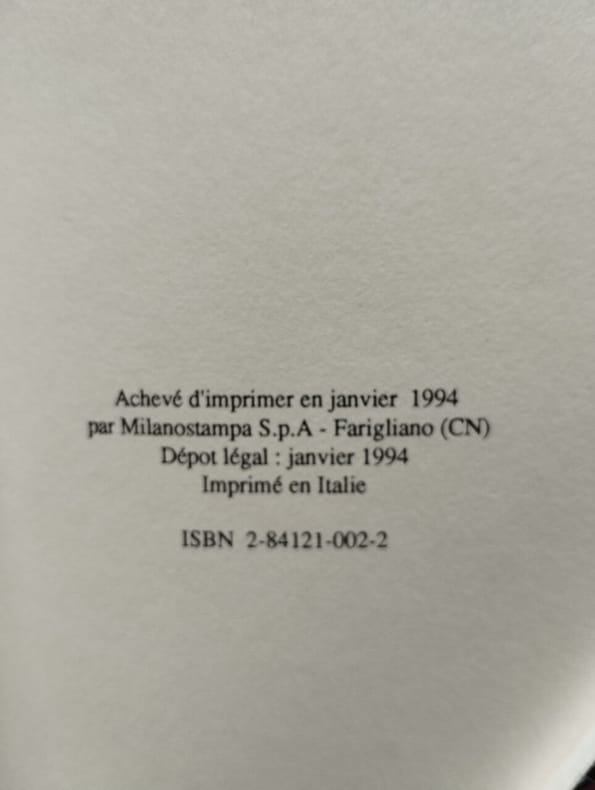 Achevé d'imprimer en janvier 1994
par Milanostampa S.p.A - Farigliano (CN)
Dépot légal : janvier 1994
Imprimé en Italie
ISBN 2-84121-002-2